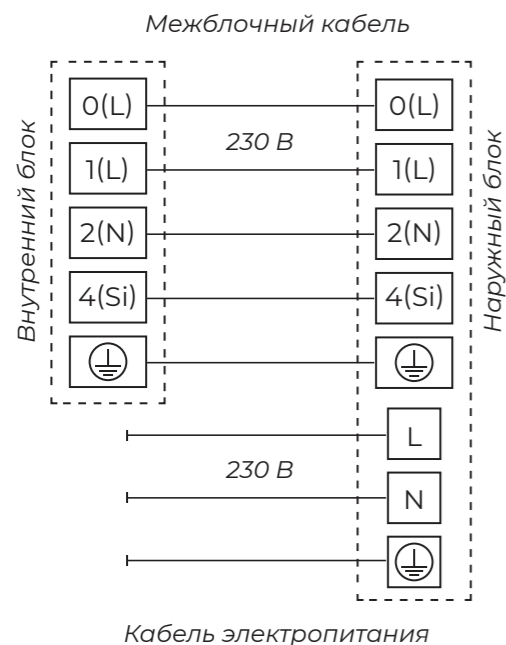 Межблочный кабель
Внутренний блок
Наружный блок
0(L)
0(L)
230 В
1(L)
1(L)
2(N)
2(N)
4(Si)
4(Si)
L
230 В
N
Кабель электропитания